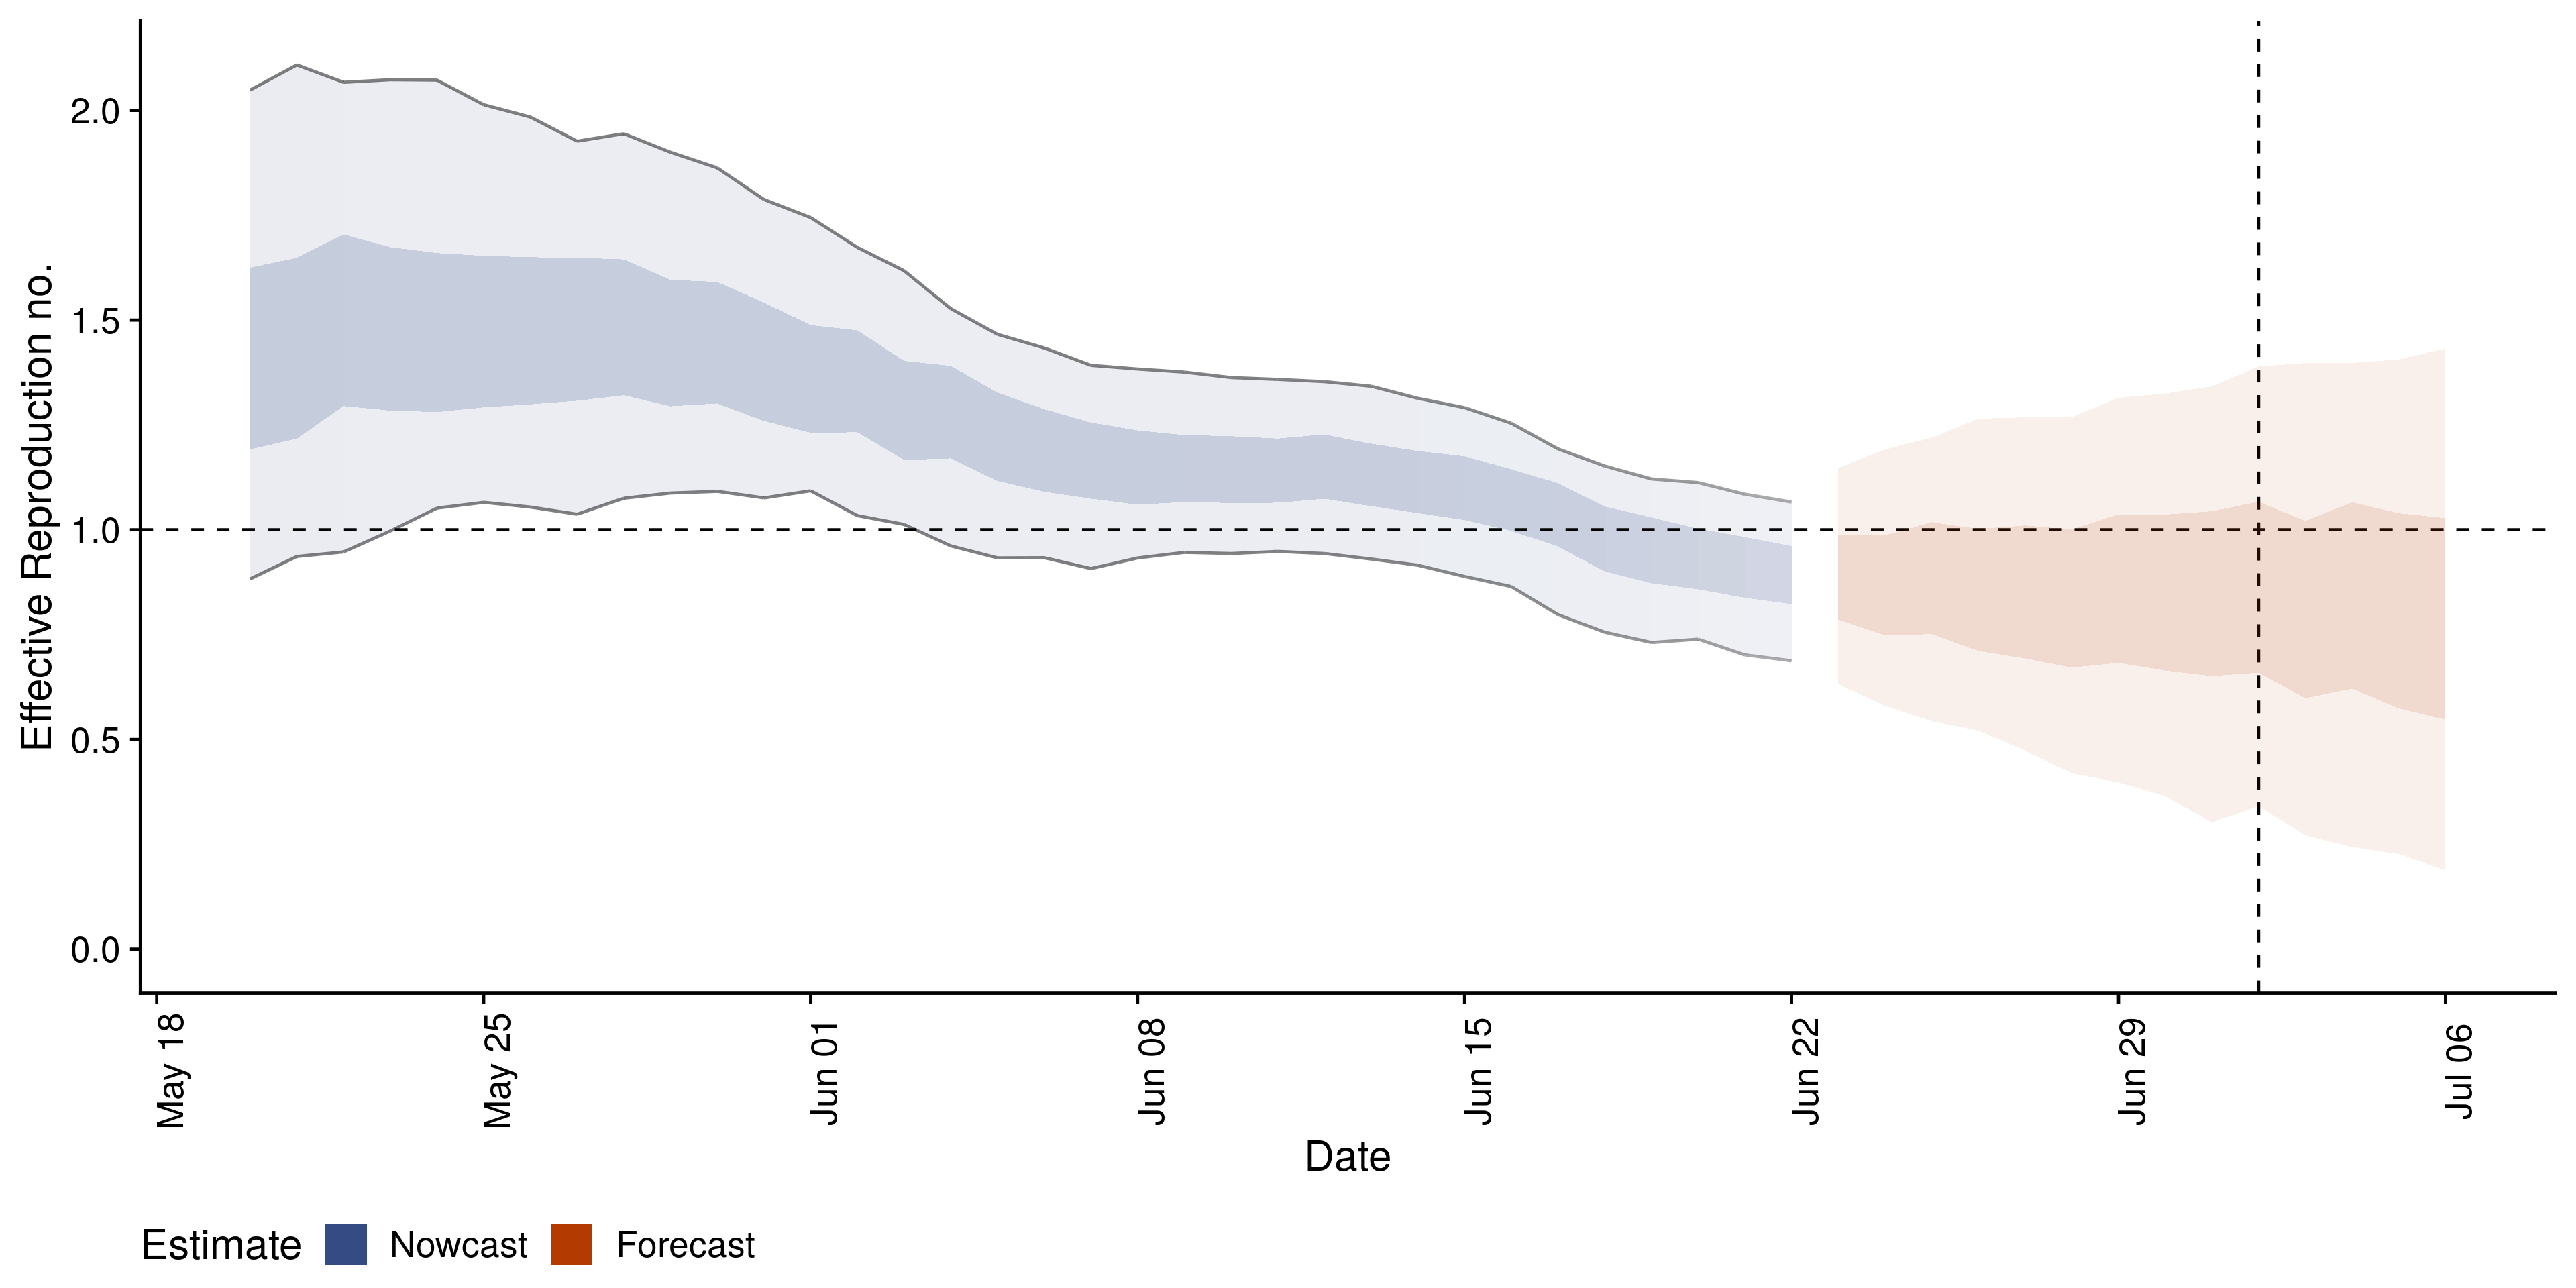 Effective Reproduction no.
2.0
1.5
1.0
0.5
0.0
May 18
May 25
Jun 01
Jun 08
Jun 15
Jun 22
Jun 29
Jul 06
Date
Estimate Nowcast Forecast